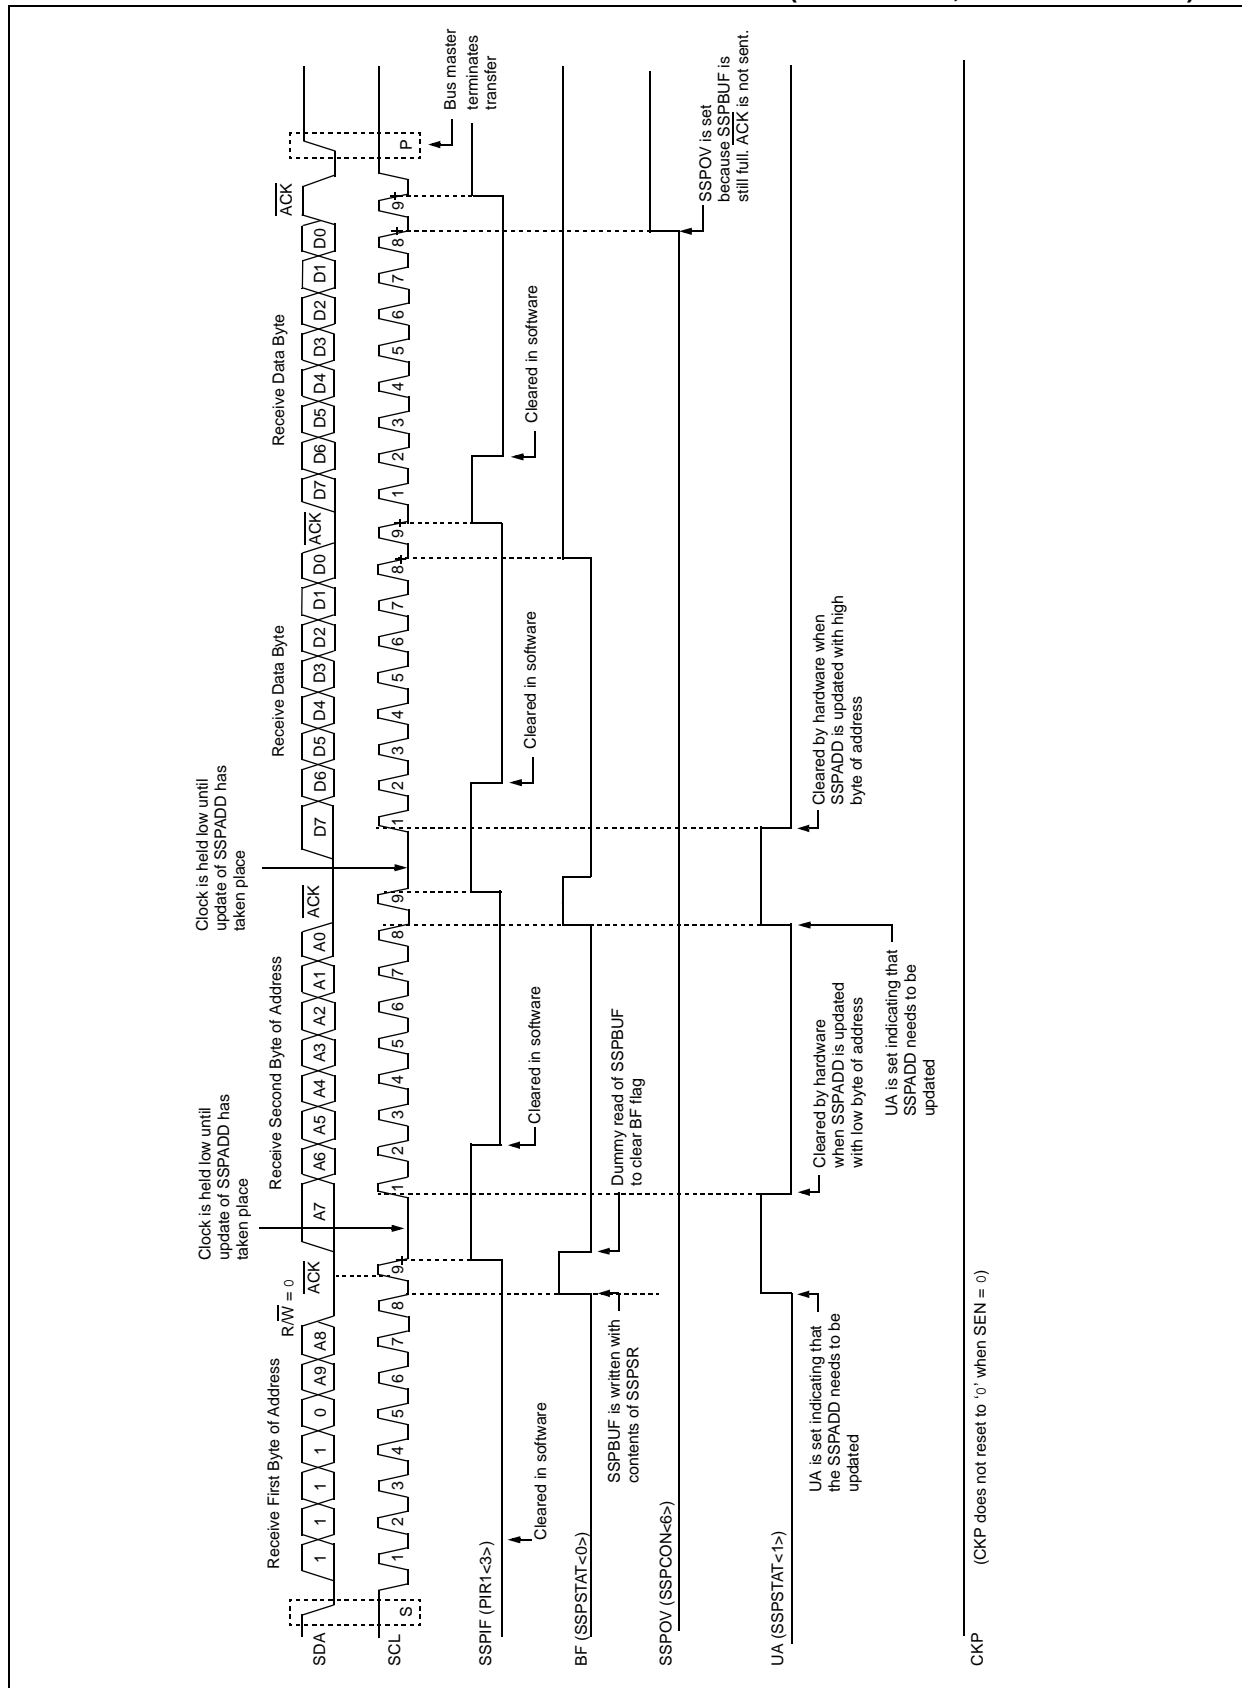 Receive First Byte of Address
R/W = 0
Receive Second Byte of Address
Receive Data Byte
Receive Data Byte
Clock is held low until
update of SSPADD has
taken place
Clock is held low until
update of SSPADD has
taken place
SDA
1 1 1 1 0 A9 A8 ACK A7 A6 A5 A4 A3 A2 A1 A0 ACK D7 D6 D5 D4 D3 D2 D1 D0 ACK D7 D6 D5 D4 D3 D2 D1 D0 ACK
SCL
S 1 2 3 4 5 6 7 8 9 1 2 3 4 5 6 7 8 9 1 2 3 4 5 6 7 8 9 1 2 3 4 5 6 7 8 9 P
Bus master
terminates
transfer
SSPIF (PIR1<3>)
Cleared in software
Cleared in software
Cleared in software
Cleared in software
BF (SSPSTAT<0>)
SSPBUF is written with
contents of SSPSR
Dummy read of SSPBUF
to clear BF flag
SSPOV (SSPCON<6>)
SSPOV is set
because SSPBUF is
still full. ACK is not sent.
UA (SSPSTAT<1>)
UA is set indicating that
the SSPADD needs to be
updated
Cleared by hardware
when SSPADD is updated
with low byte of address
UA is set indicating that
SSPADD needs to be
updated
Cleared by hardware when
SSPADD is updated with high
byte of address
CKP
(CKP does not reset to ‘0’ when SEN = 0)